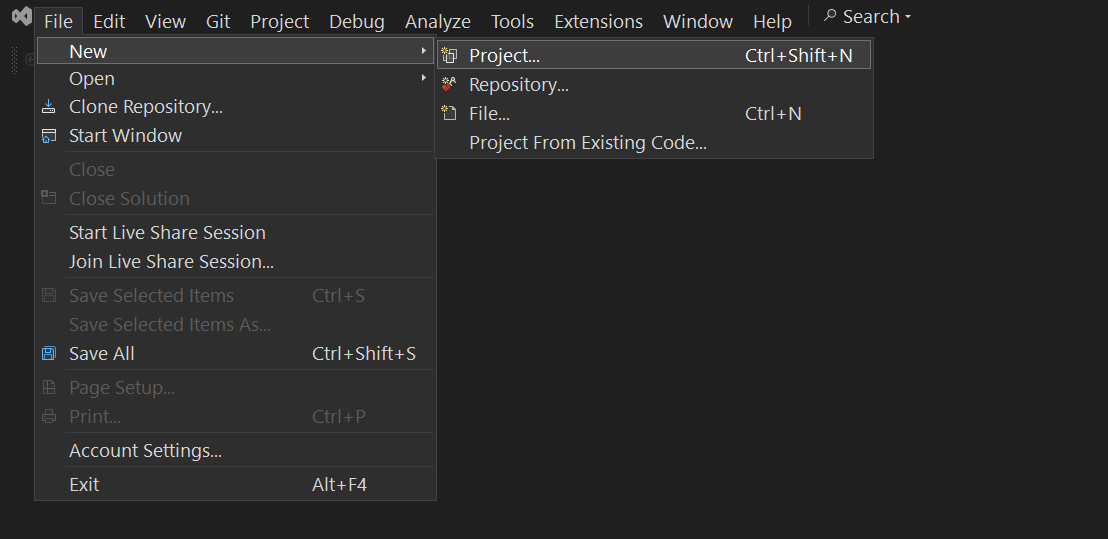 File Edit View Git Project Debug Analyze Tools Extensions Window Help Search
New
Project... Ctrl+Shift+N
Open
Repository...
Clone Repository...
File... Ctrl+N
Start Window
Project From Existing Code...
Close
Close Solution
Start Live Share Session
Join Live Share Session...
Save Selected Items Ctrl+S
Save Selected Items As...
Save All Ctrl+Shift+S
Page Setup...
Print... Ctrl+P
Account Settings...
Exit Alt+F4